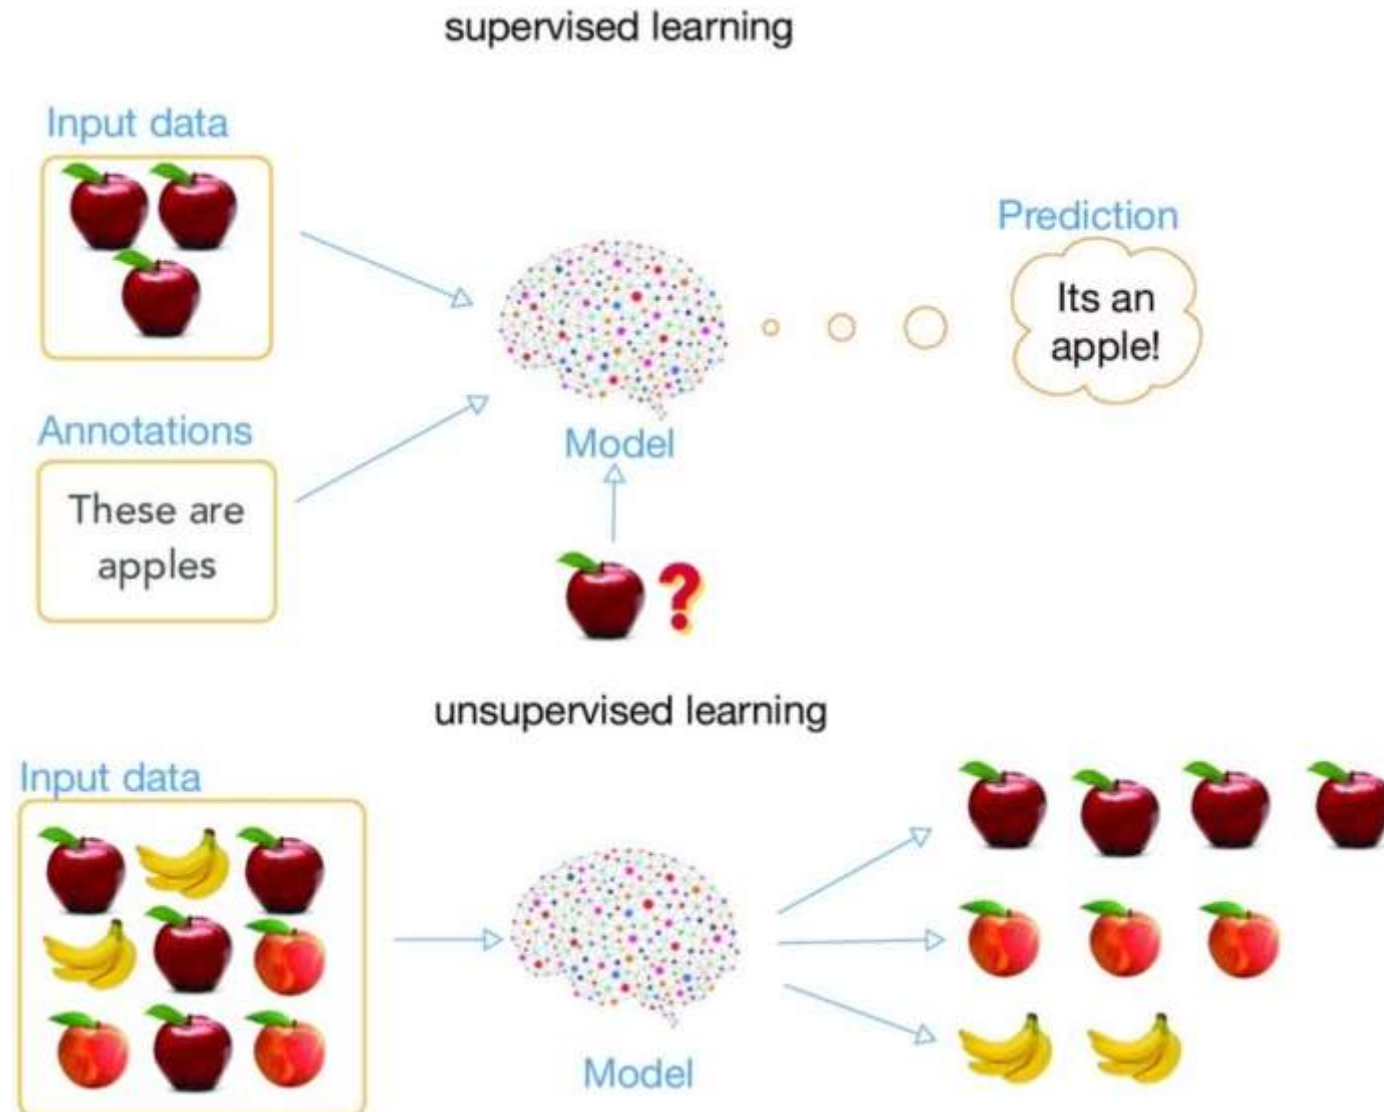 supervised learning
Input data
Prediction
Its an
apple!
Annotations
These are
apples
Model
?
unsupervised learning
Input data
Model